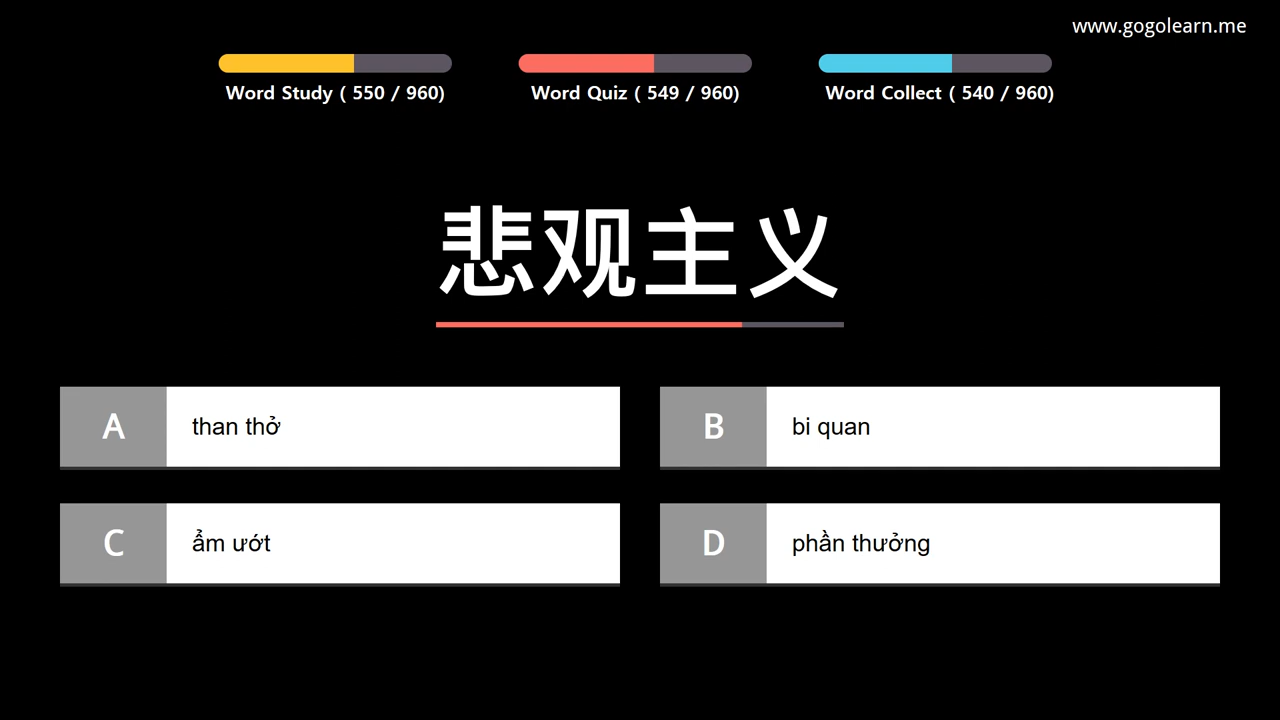 www.gogolearn.me
Word Study ( 550 / 960)
Word Quiz ( 549 / 960)
Word Collect ( 540 / 960)
悲观主义
A than thở
B bi quan
C ẩm ướt
D phần thưởng